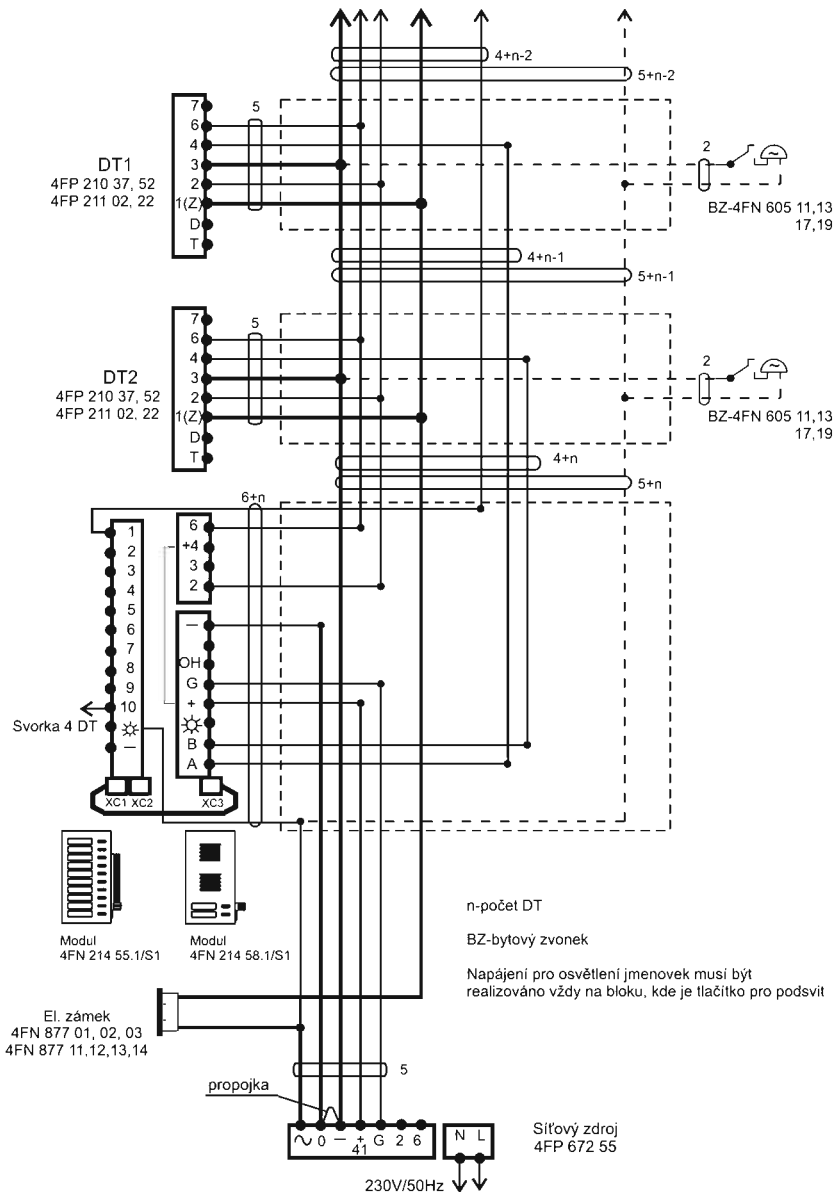 4+n-2
5+n-2
7
6
4
3
2
1(Z)
D
T
5
DT1
4FP 210 37, 52
4FP 211 02, 22
2
BZ-4FN 605 11,13
17,19
4+n-1
5+n-1
7
6
4
3
2
1(Z)
D
T
5
DT2
4FP 210 37, 52
4FP 211 02, 22
2
BZ-4FN 605 11,13
17,19
4+n
5+n
6+n
1
2
3
4
5
6
7
8
9
10
—
6
+4
3
2
—
OH
G
+
B
A
Svorka 4 DT
XC1 XC2
XC3
Modul
4FN 214 55.1/S1
Modul
4FN 214 58.1/S1
n-počet DT
BZ-bytový zvonek
Napájení pro osvětlení jmenovek musí být
realizováno vždy na bloku, kde je tlačítko pro podsvit
El. zámek
4FN 877 01, 02, 03
4FN 877 11,12,13,14
5
propojka
~ 0 — + G 2 6
41
N L
Síťový zdroj
4FP 672 55
230V/50Hz